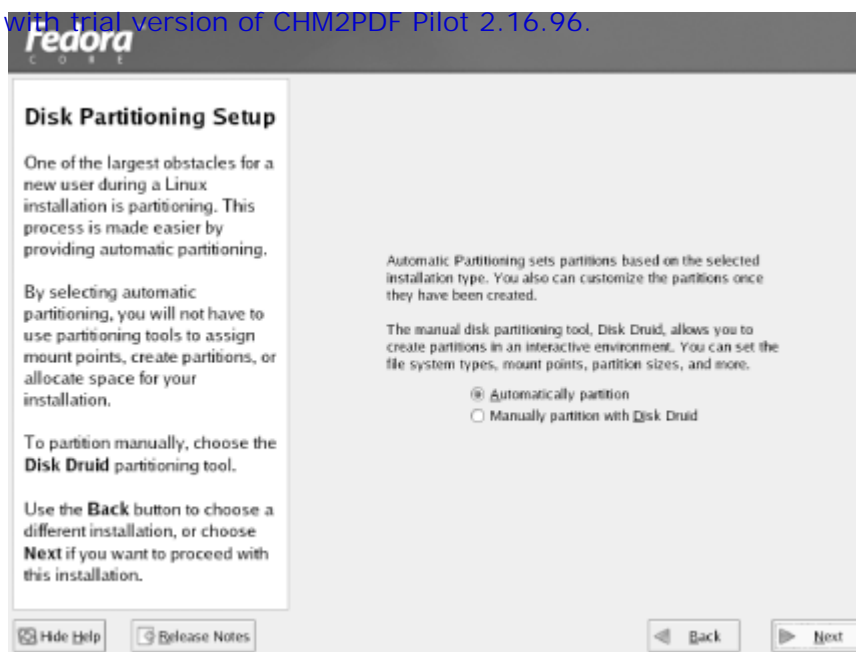 with trial version of CHM2PDF Pilot 2.16.96.
fedora
CORE
Disk Partitioning Setup
One of the largest obstacles for a
new user during a Linux
installation is partitioning. This
process is made easier by
providing automatic partitioning.
By selecting automatic
partitioning, you will not have to
use partitioning tools to assign
mount points, create partitions, or
allocate space for your
installation.
To partition manually, choose the
Disk Druid partitioning tool.
Use the Back button to choose a
different installation, or choose
Next if you want to proceed with
this installation.
Automatic Partitioning sets partitions based on the selected
installation type. You also can customize the partitions once
they have been created.
The manual disk partitioning tool, Disk Druid, allows you to
create partitions in an interactive environment. You can set the
file system types, mount points, partition sizes, and more.
Automatically partition
Manually partition with Disk Druid
Hide Help
Release Notes
Back
Next